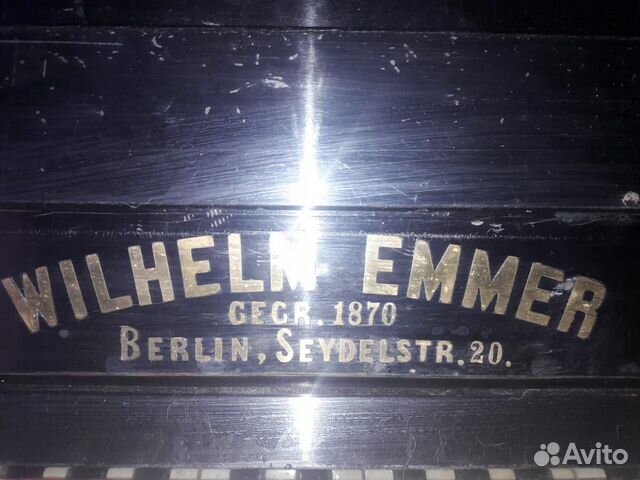 WILHELM EMMER
GEGR. 1870
BERLIN, SEYDELSTR. 20.
Avito